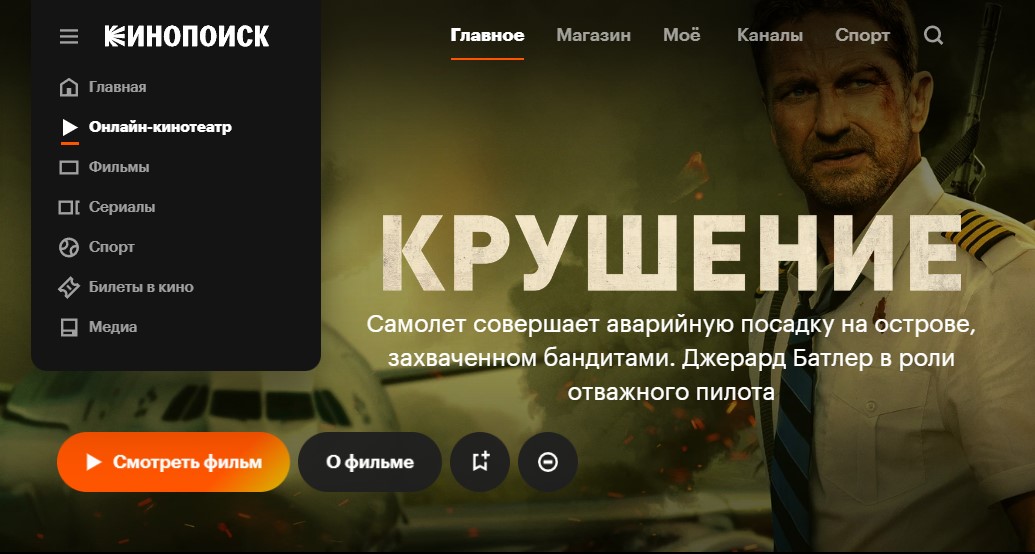 КИНОПОИСК
Главная
Онлайн-кинотеатр
Фильмы
Сериалы
Спорт
Билеты в кино
Медиа
Главное Магазин Моё Каналы Спорт
КРУШЕНИЕ
Самолет совершает аварийную посадку на острове,
захваченном бандитами. Джерард Батлер в роли
отважного пилота
Смотреть фильм О фильме